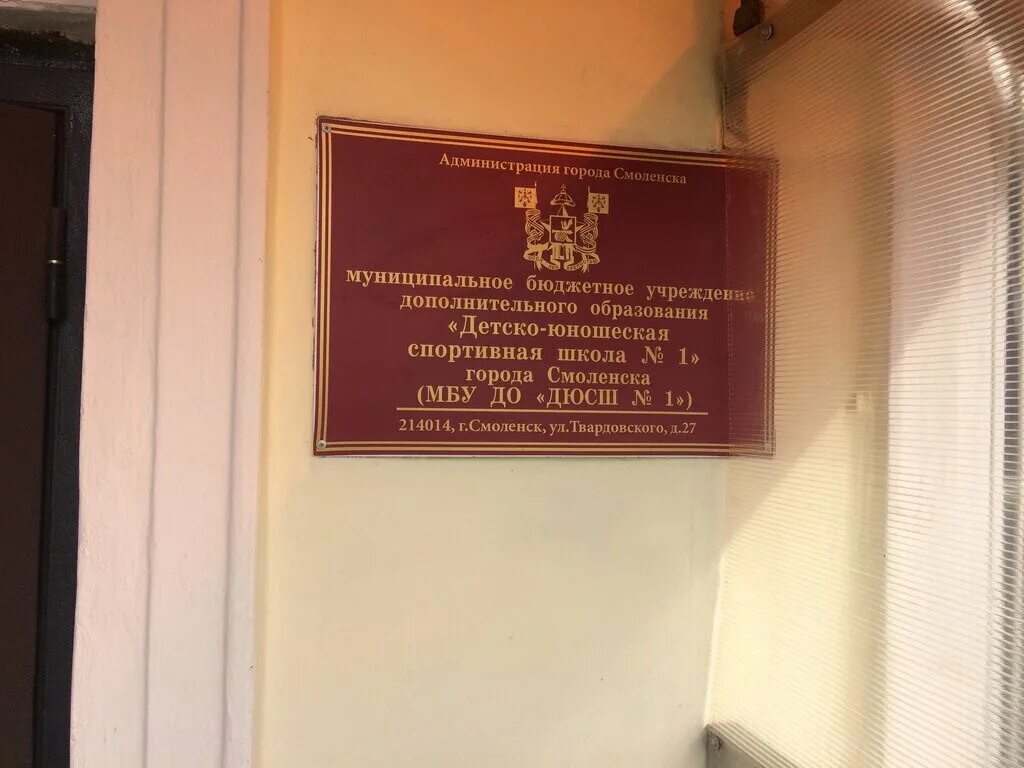 Администрация города Смоленска
муниципальное бюджетное учреждение
дополнительного образования
«Детско-юношеская
спортивная школа № 1»
города Смоленска
(МБУ ДО «ДЮСШ № 1»)
214014, г.Смоленск, ул.Твардовского, д.27